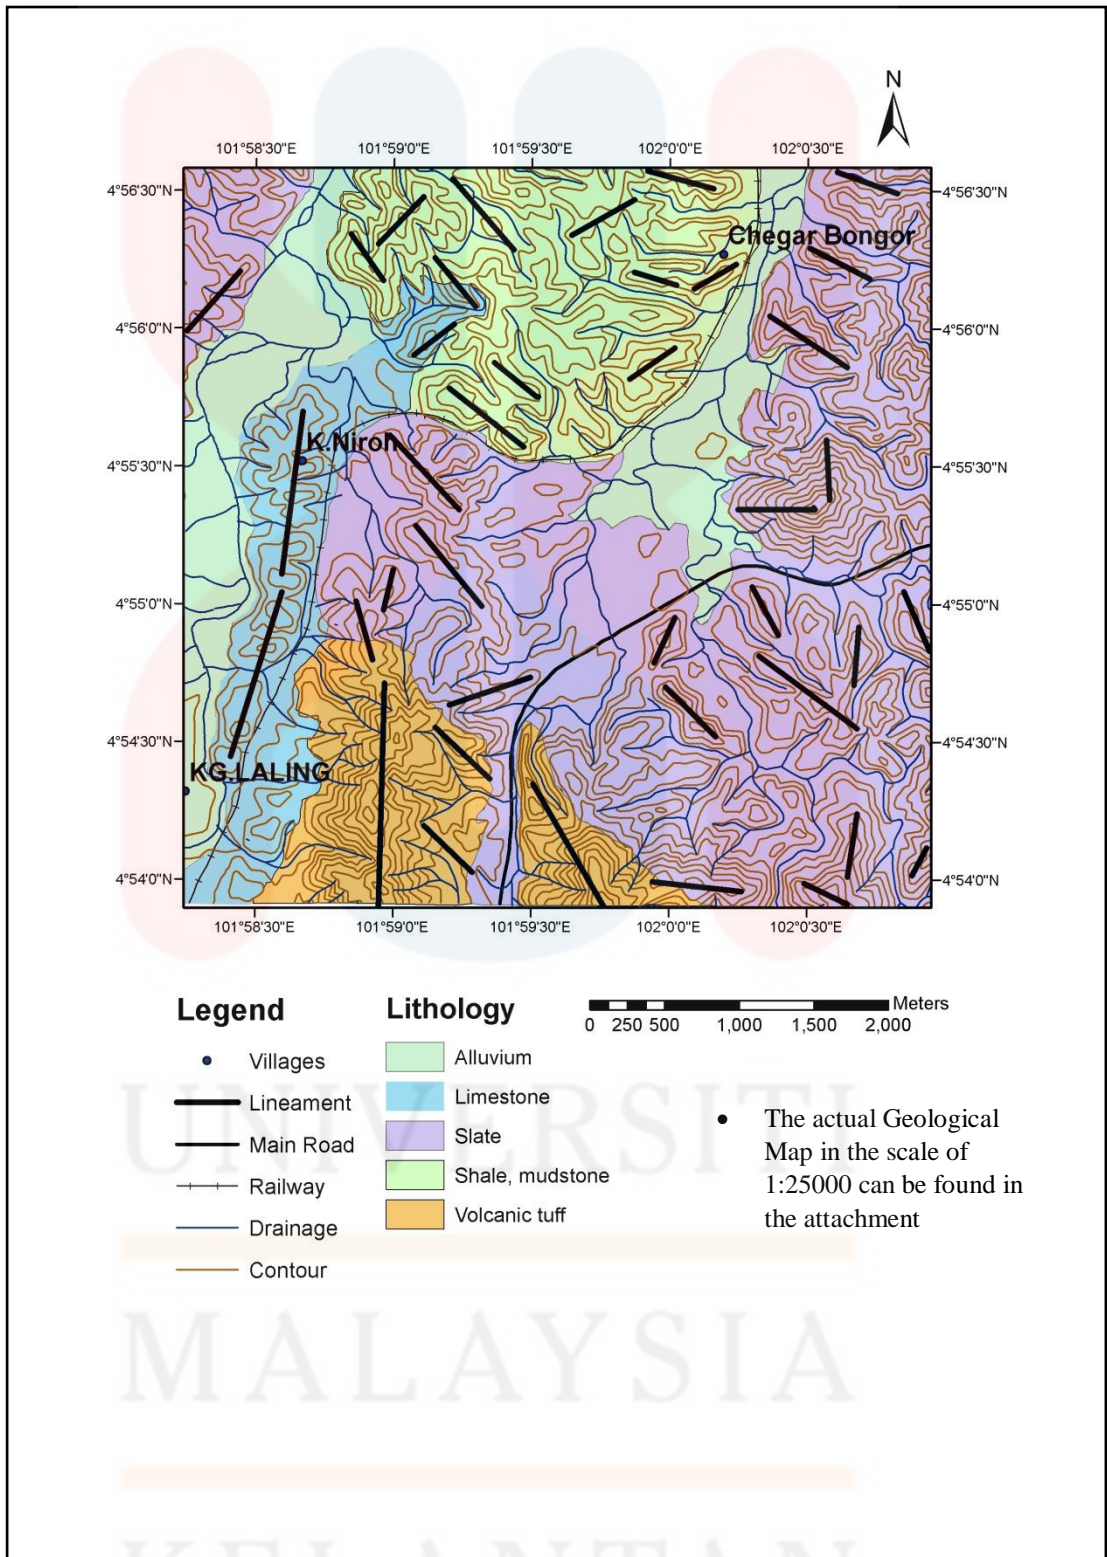 N
101°58'30"E 101°59'0"E 101°59'30"E 102°0'0"E 102°0'30"E
4°56'30"N 4°56'30"N
Chegar Bongor
4°56'0"N 4°56'0"N
K.Niroh
4°55'30"N 4°55'30"N
4°55'0"N 4°55'0"N
4°54'30"N 4°54'30"N
KG.LALING
4°54'0"N 4°54'0"N
101°58'30"E 101°59'0"E 101°59'30"E 102°0'0"E 102°0'30"E
Legend
Villages
Lineament
Main Road
Railway
Drainage
Contour
Lithology
Alluvium
Limestone
Slate
Shale, mudstone
Volcanic tuff
Meters
0 250 500 1,000 1,500 2,000
• The actual Geological
Map in the scale of
1:25000 can be found in
the attachment
UNIVERSITI
MALAYSIA
KELANTAN